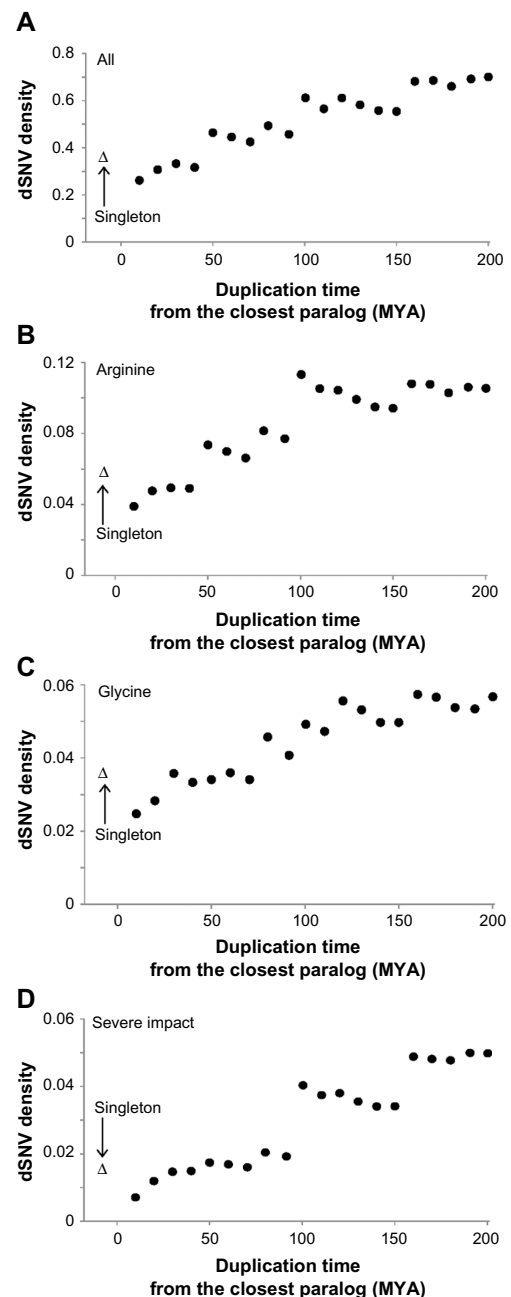 A
0.8
All
0.6
0.4
Δ
0.2
Singleton
0
0 50 100 150 200
dSNV density
Duplication time
from the closest paralog (MYA)
B
0.12
Arginine
0.08
Δ
0.04
Singleton
0
0 50 100 150 200
dSNV density
Duplication time
from the closest paralog (MYA)
C
0.06
Glycine
0.04
Δ
0.02
Singleton
0
0 50 100 150 200
dSNV density
Duplication time
from the closest paralog (MYA)
D
0.06
Severe impact
0.04
Singleton
0.02
Δ
0
0 50 100 150 200
dSNV density
Duplication time
from the closest paralog (MYA)